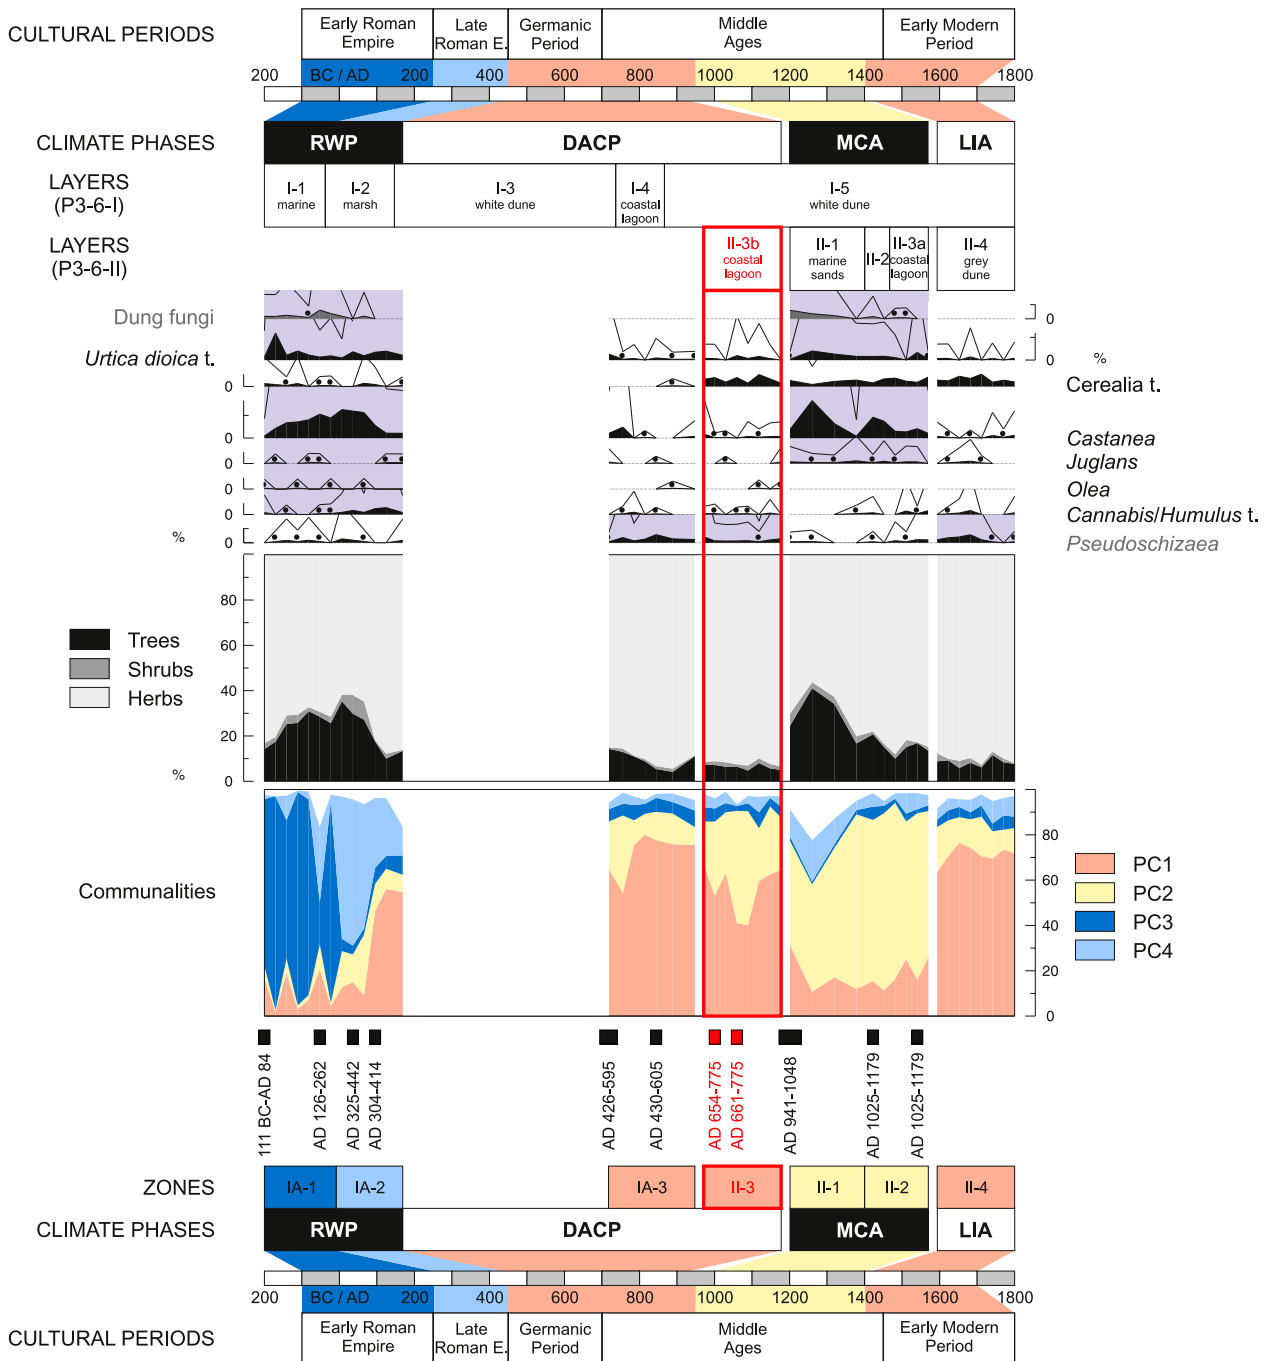 CULTURAL PERIODS
Early Roman
Empire
Late
Roman E.
Germanic
Period
Middle
Ages
Early Modern
Period
200 BC / AD 200 400 600 800 1000 1200 1400 1600 1800
CLIMATE PHASES
RWP DACP MCA LIA
LAYERS
(P3-6-I)
I-1
marine
I-2
marsh
I-3
white dune
I-4
coastal
lagoon
I-5
white dune
LAYERS
(P3-6-II)
II-3b
coastal
lagoon
II-1
marine
sands
II-2
II-3a
coastal
lagoon
II-4
grey
dune
Dung fungi
0
Urtica dioica t.
0 %
0
Cerealia t.
0
Castanea
0
Juglans
0
Olea
0
Cannabis/Humulus t.
% 0
Pseudoschizaea
80
60
40
20
% 0
Trees
Shrubs
Herbs
Communalities
80
60
40
20
0
PC1
PC2
PC3
PC4
111 BC-AD 84
AD 126-262
AD 325-442
AD 304-414
AD 426-595
AD 430-605
AD 654-775
AD 661-775
AD 941-1048
AD 1025-1179
AD 1025-1179
ZONES
IA-1 IA-2 IA-3 II-3 II-1 II-2 II-4
CLIMATE PHASES
RWP DACP MCA LIA
200 BC / AD 200 400 600 800 1000 1200 1400 1600 1800
CULTURAL PERIODS
Early Roman
Empire
Late
Roman E.
Germanic
Period
Middle
Ages
Early Modern
Period